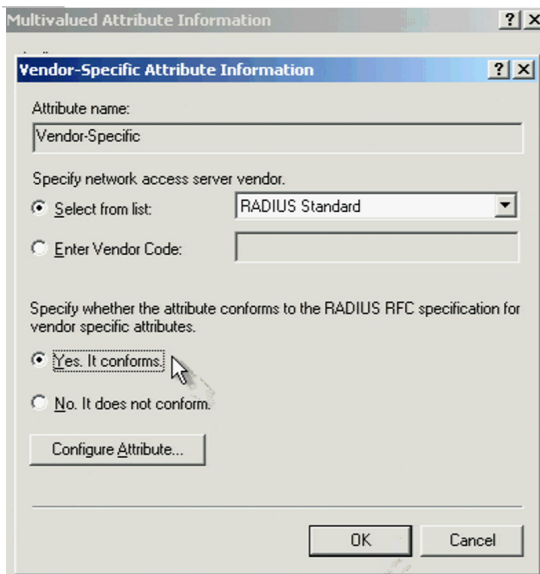 Multivalued Attribute Information
Vendor-Specific Attribute Information
Attribute name:
Vendor-Specific
Specify network access server vendor.
Select from list:
RADIUS Standard
Enter Vendor Code:
Specify whether the attribute conforms to the RADIUS RFC specification for
vendor specific attributes.
Yes. It conforms.
No. It does not conform.
Configure Attribute...
OK
Cancel